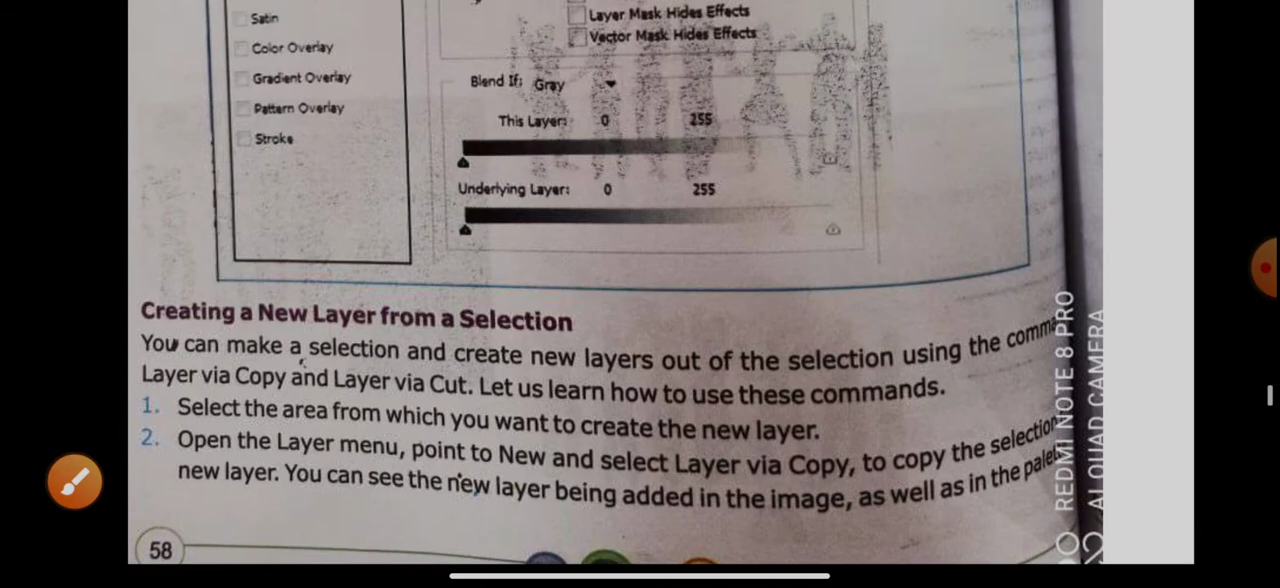 Satin
Color Overlay
Gradient Overlay
Pattern Overlay
Stroke
Layer Mask Hides Effects
Vector Mask Hides Effects
Blend If: Gray
This Layer: 0 255
Underlying Layer: 0 255
Creating a New Layer from a Selection
You can make a selection and create new layers out of the selection using the comma
Layer via Copy and Layer via Cut. Let us learn how to use these commands.
1. Select the area from which you want to create the new layer.
2. Open the Layer menu, point to New and select Layer via Copy, to copy the selection
new layer. You can see the new layer being added in the image, as well as in the pale
58
REDMI NOTE 8 PRO
AI QUAD CAMERA